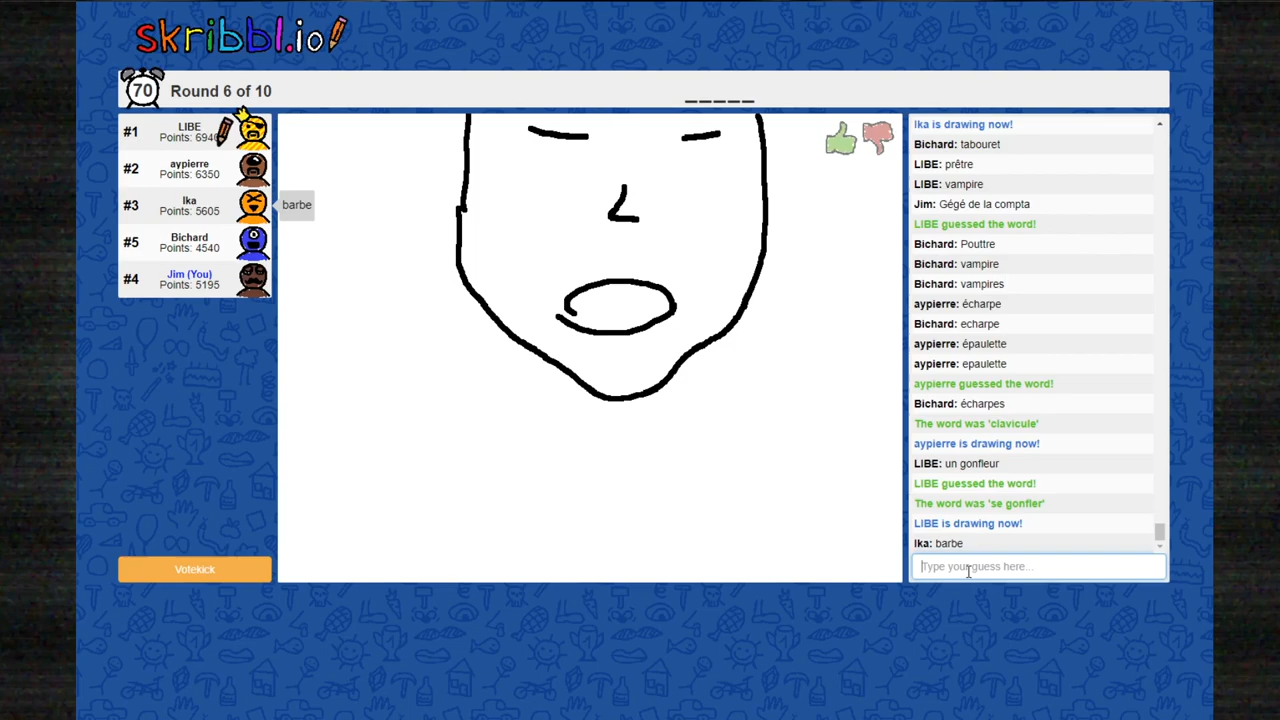 skribbl.io
70
Round 6 of 10
_____
#1 LIBE
Points: 6940
#2 aypierre
Points: 6350
#3 Ika
Points: 5605
barbe
#5 Bichard
Points: 4540
#4 Jim (You)
Points: 5195
Votekick
Ika is drawing now!
Bichard: tabouret
LIBE: prêtre
LIBE: vampire
Jim: Gégé de la compta
LIBE guessed the word!
Bichard: Pouttre
Bichard: vampire
Bichard: vampires
aypierre: écharpe
Bichard: echarpe
aypierre: épaulette
aypierre: epaulette
aypierre guessed the word!
Bichard: écharpes
The word was 'clavicule'
aypierre is drawing now!
LIBE: un gonfleur
LIBE guessed the word!
The word was 'se gonfler'
LIBE is drawing now!
Ika: barbe
Type your guess here...